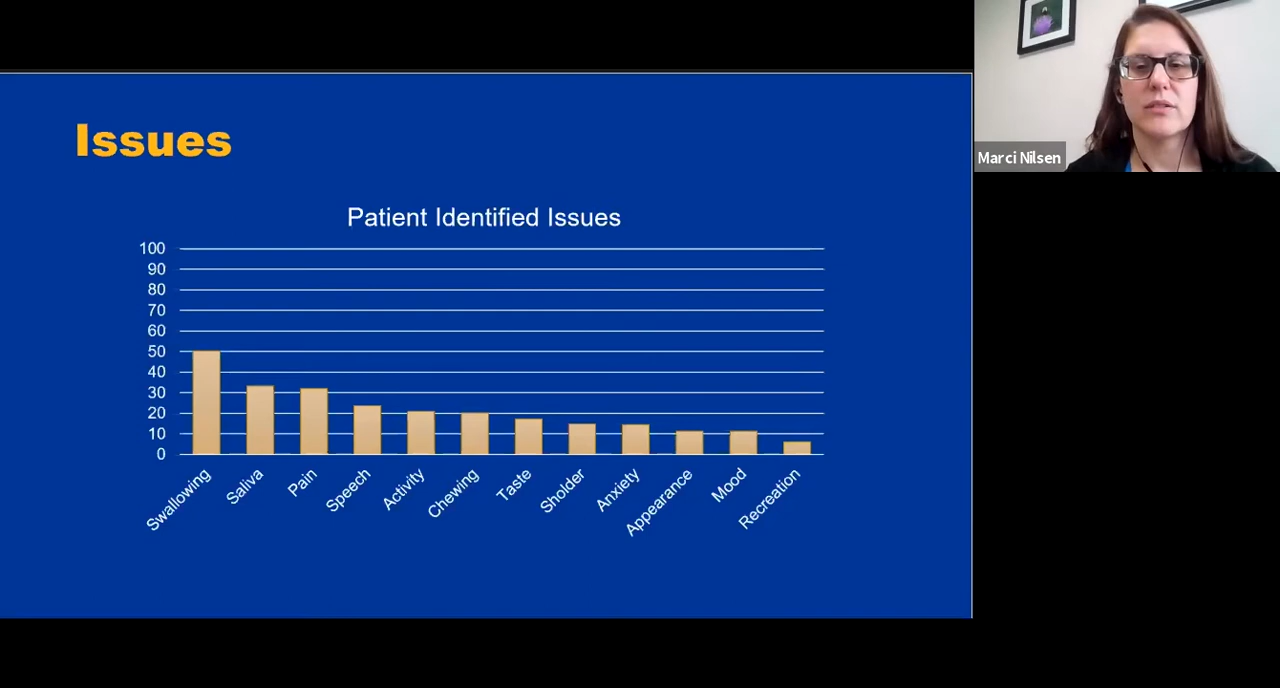 Issues
Patient Identified Issues
100
90
80
70
60
50
40
30
20
10
0
Swallowing
Saliva
Pain
Speech
Activity
Chewing
Taste
Sholder
Anxiety
Appearance
Mood
Recreation
Marci Nilsen